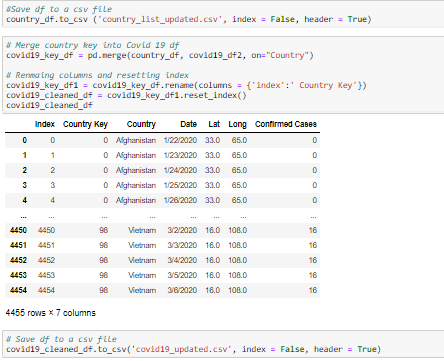 #Save df to a csv file
country_df.to_csv ('country_list_updated.csv', index = False, header = True)
# Merge country key into Covid 19 df
covid19_key_df = pd.merge(country_df, covid19_df2, on="Country")
# Renmaing columns and resetting index
covid19_key_df1 = covid19_key_df.rename(columns = {'index':' Country Key'})
covid19_cleaned_df = covid19_key_df1.reset_index()
covid19_cleaned_df
Index Country Key Country Date Lat Long Confirmed Cases
0 0 0 Afghanistan 1/22/2020 33.0 65.0 0
1 1 0 Afghanistan 1/23/2020 33.0 65.0 0
2 2 0 Afghanistan 1/24/2020 33.0 65.0 0
3 3 0 Afghanistan 1/25/2020 33.0 65.0 0
4 4 0 Afghanistan 1/26/2020 33.0 65.0 0
... ... ... ... ... ... ... ...
4450 4450 98 Vietnam 3/2/2020 16.0 108.0 16
4451 4451 98 Vietnam 3/3/2020 16.0 108.0 16
4452 4452 98 Vietnam 3/4/2020 16.0 108.0 16
4453 4453 98 Vietnam 3/5/2020 16.0 108.0 16
4454 4454 98 Vietnam 3/6/2020 16.0 108.0 16
4455 rows × 7 columns
# Save df to a csv file
covid19_cleaned_df.to_csv('covid19_updated.csv', index = False, header = True)